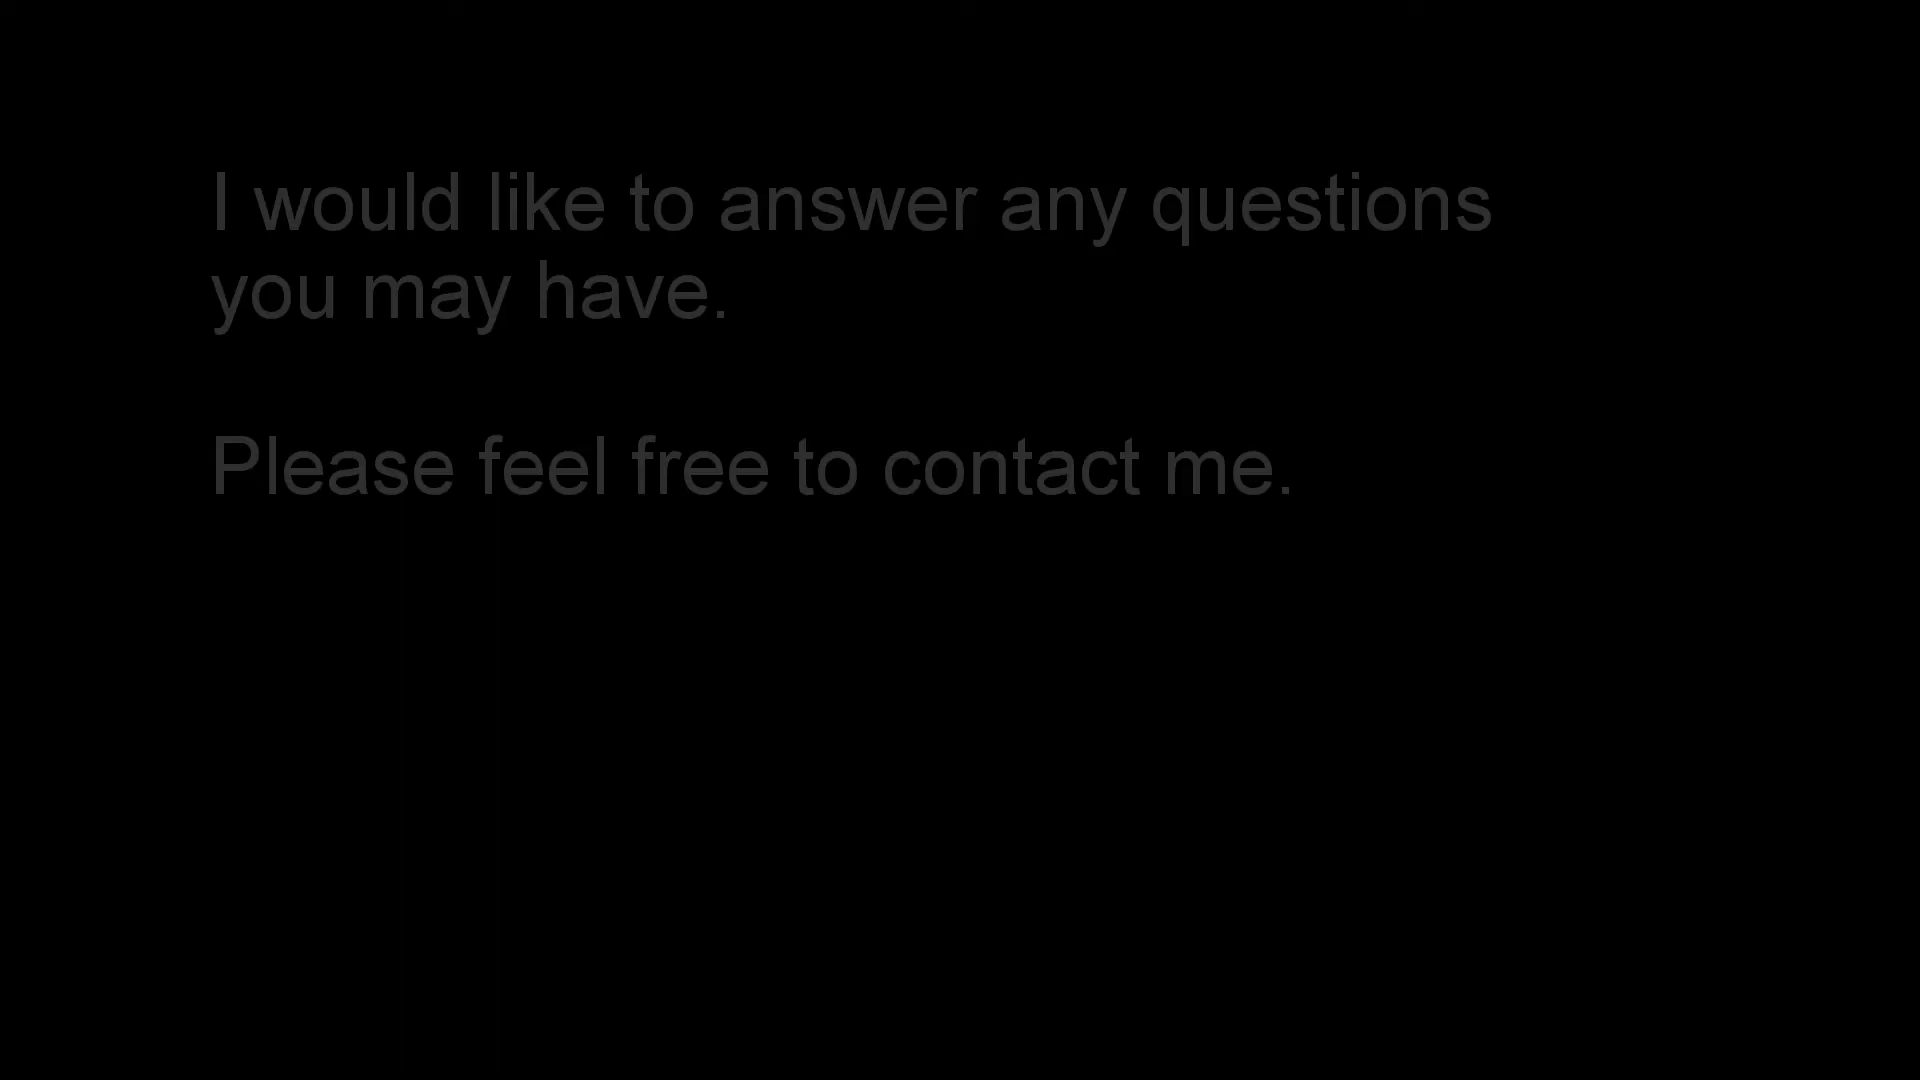 I would like to answer any questions
you may have.
Please feel free to contact me.